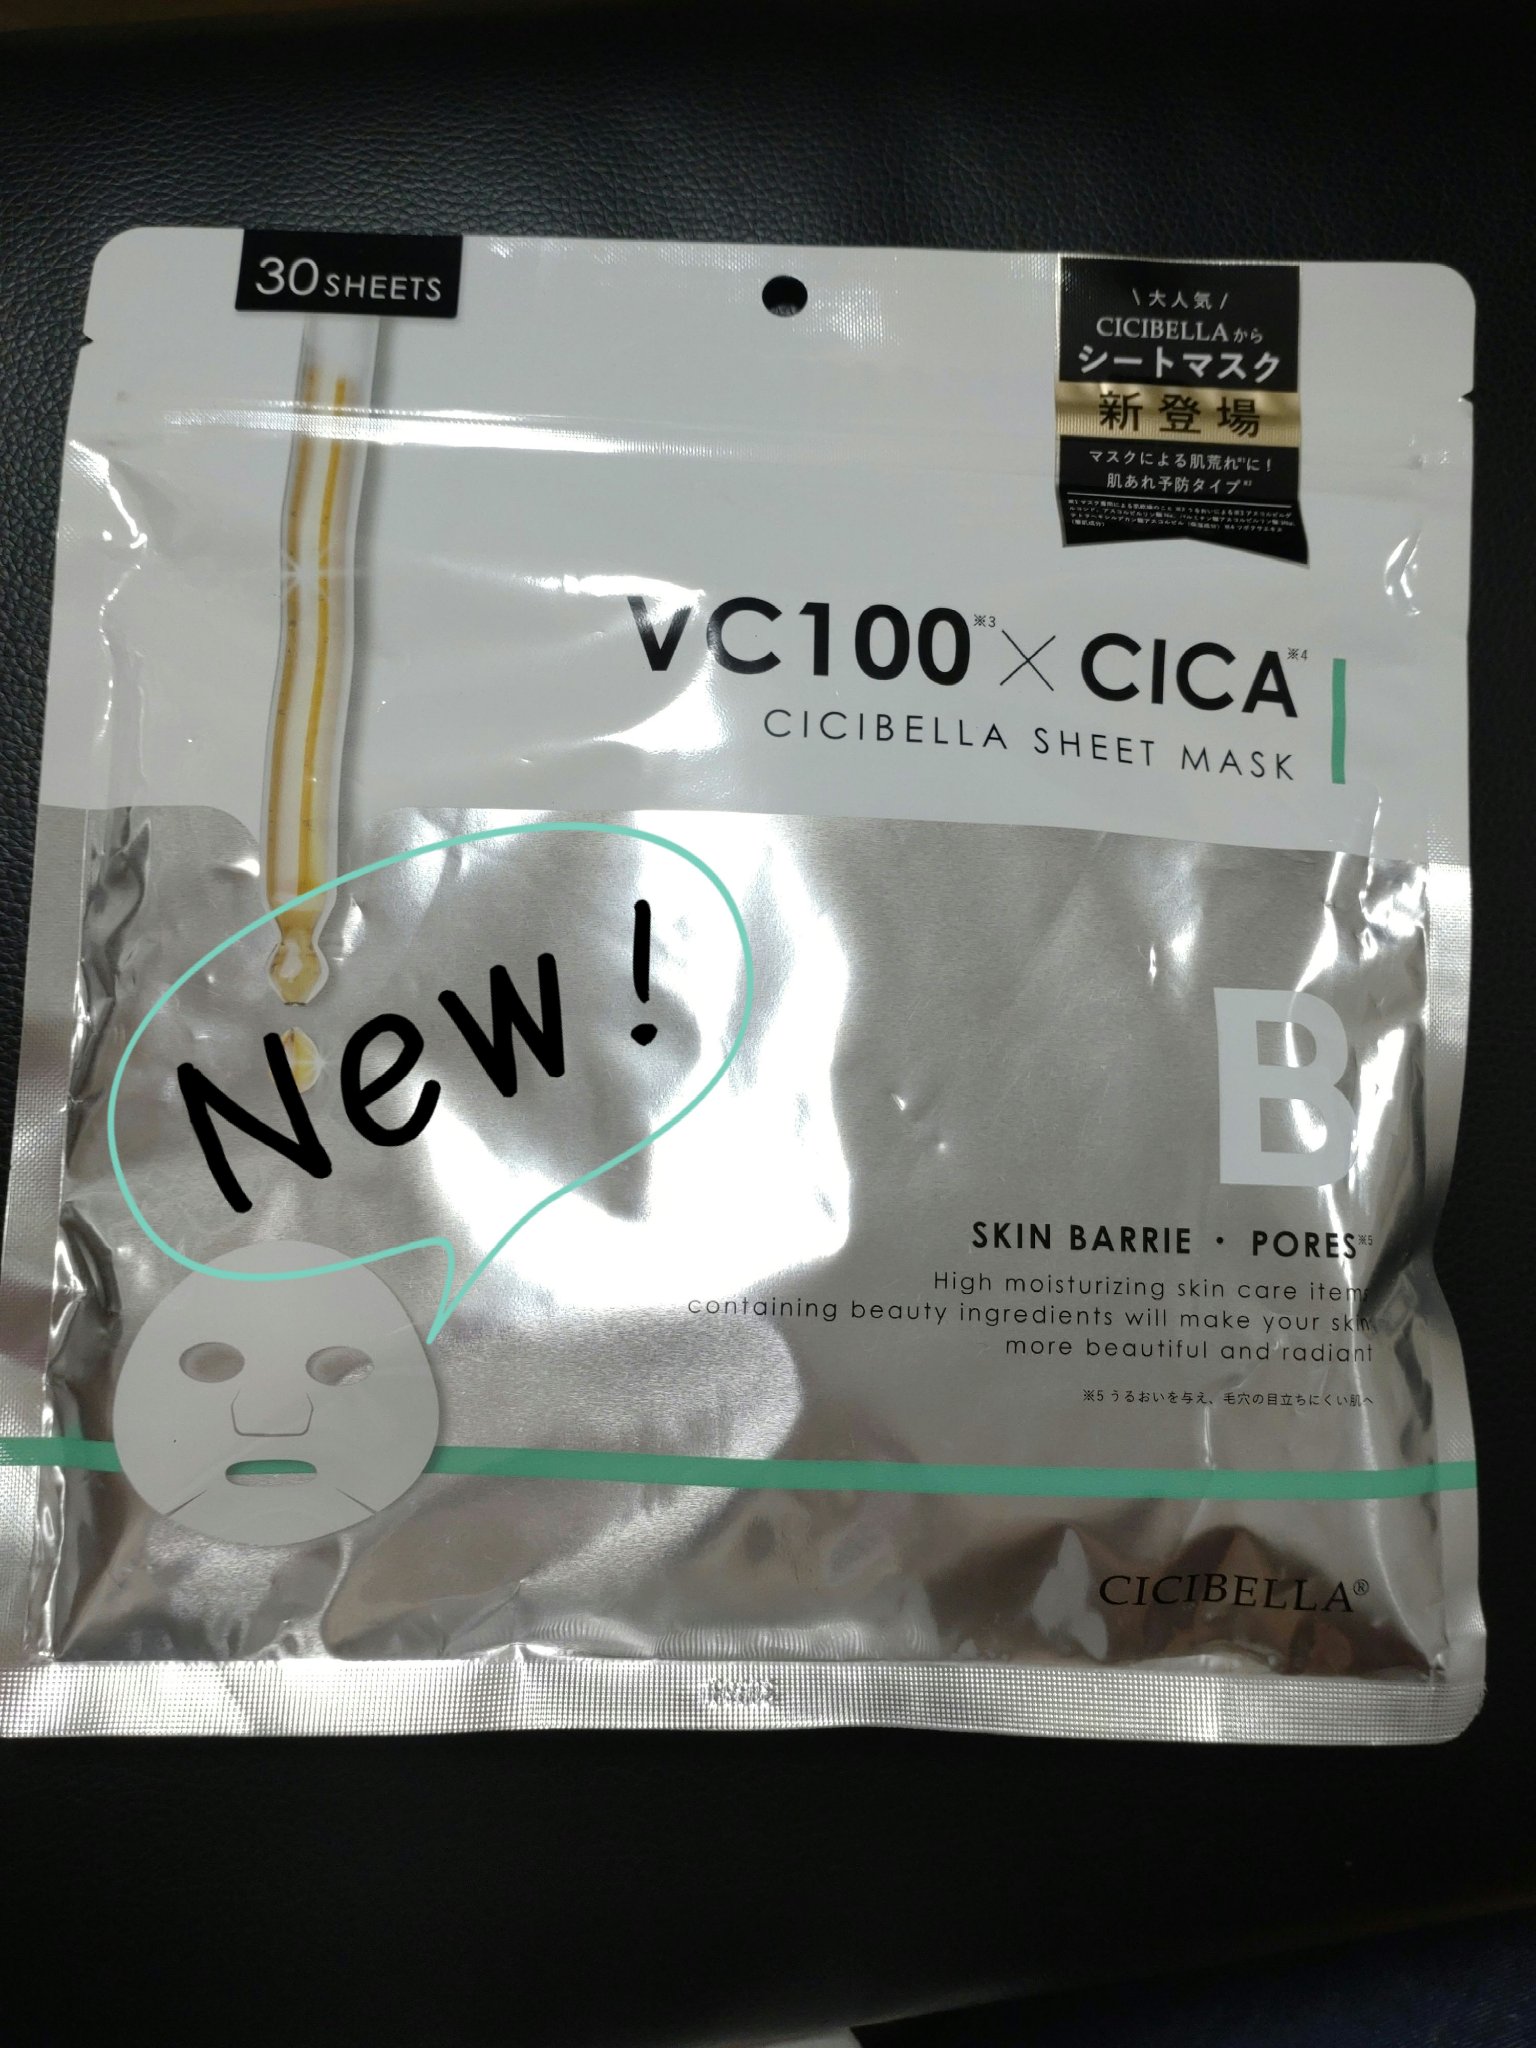 30 SHEETS
\ 大人気 /
CICIBELLAから
シートマスク
新登場
マスクによる肌荒れ※1に！
肌あれ予防タイプ※2
VC100※3×CICA※4
CICIBELLA SHEET MASK
New!
B
SKIN BARRIE・PORES※5
High moisturizing skin care items
containing beauty ingredients will make your skin
more beautiful and radiant
※5 うるおいを与え、毛穴の目立ちにくい肌へ
CICIBELLA®